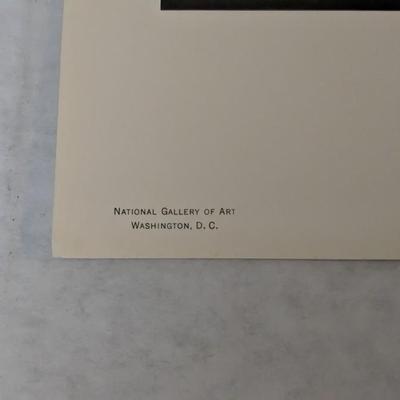 National Gallery of Art
Washington, D. C.